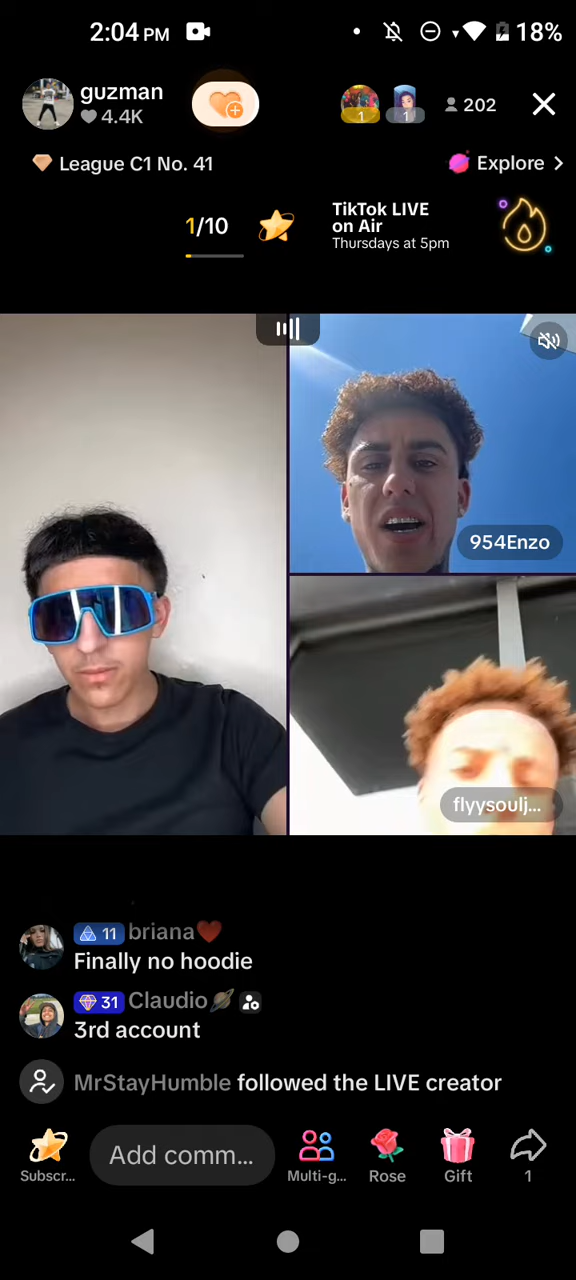 2:04 PM
18%
guzman
4.4K
1
1
202
League C1 No. 41
Explore >
1/10
TikTok LIVE
on Air
Thursdays at 5pm
954Enzo
flyysoulj...
11 briana
Finally no hoodie
31 Claudio
3rd account
MrStayHumble followed the LIVE creator
Add comm...
Subscr...
Multi-g...
Rose
Gift
1